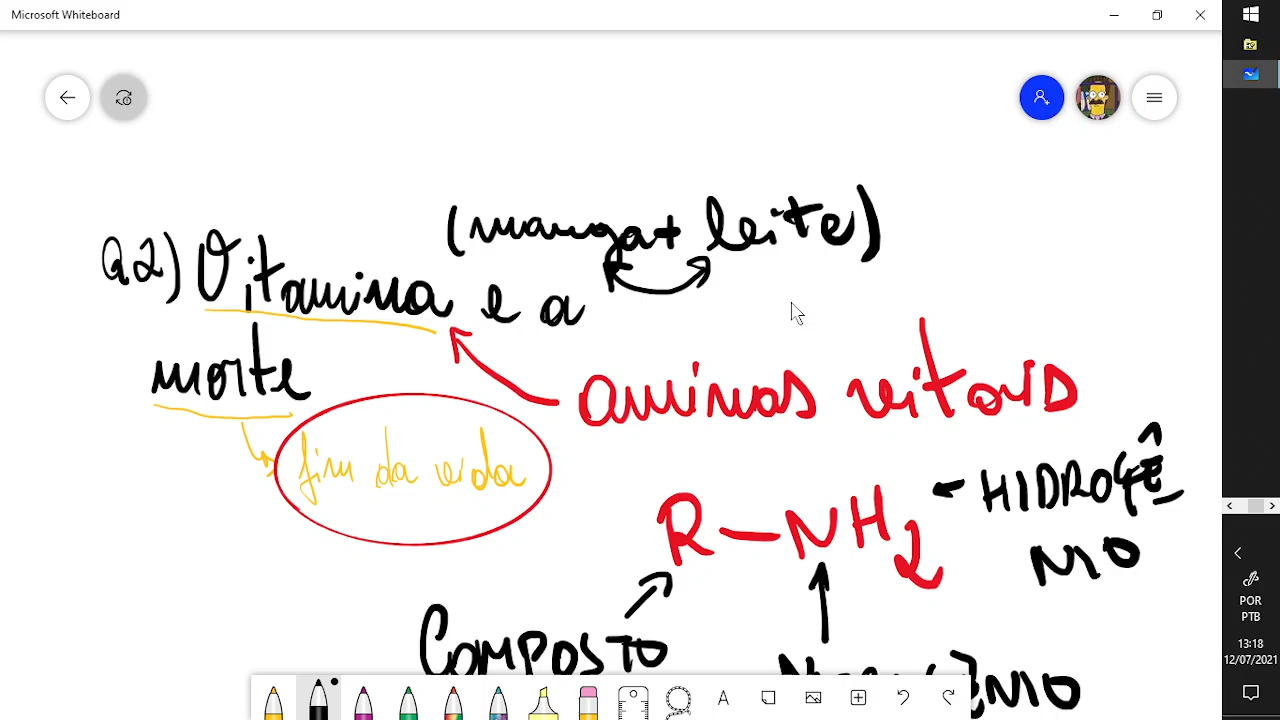 Microsoft Whiteboard
(manga + leite)
Q2) Vitamina e a
morte
aminas vitais
fim da vida
R-NH2
HIDROGÊ
NIO
COMPOSTO
A
POR
PTB
13:18
12/07/2021